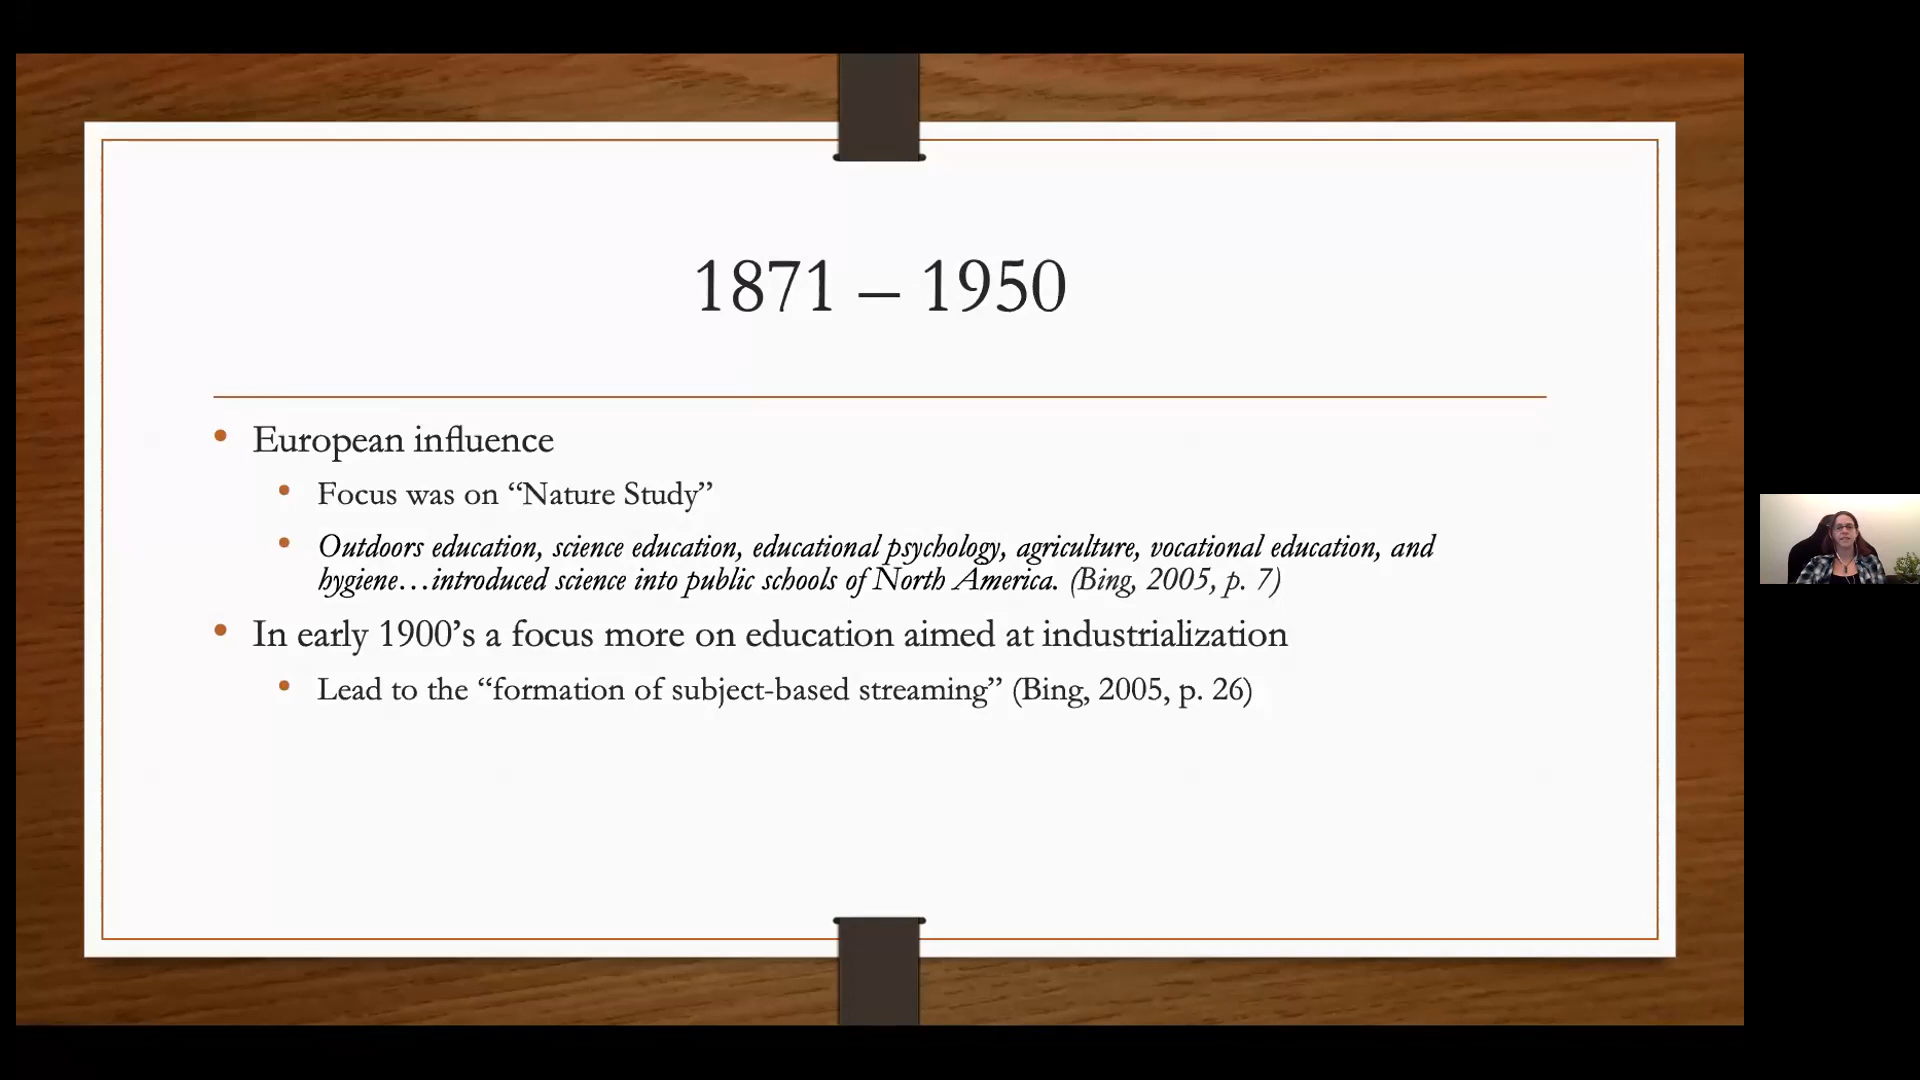 1871 – 1950
• European influence
• Focus was on “Nature Study”
• Outdoors education, science education, educational psychology, agriculture, vocational education, and
hygiene…introduced science into public schools of North America. (Bing, 2005, p. 7)
• In early 1900’s a focus more on education aimed at industrialization
• Lead to the “formation of subject-based streaming” (Bing, 2005, p. 26)